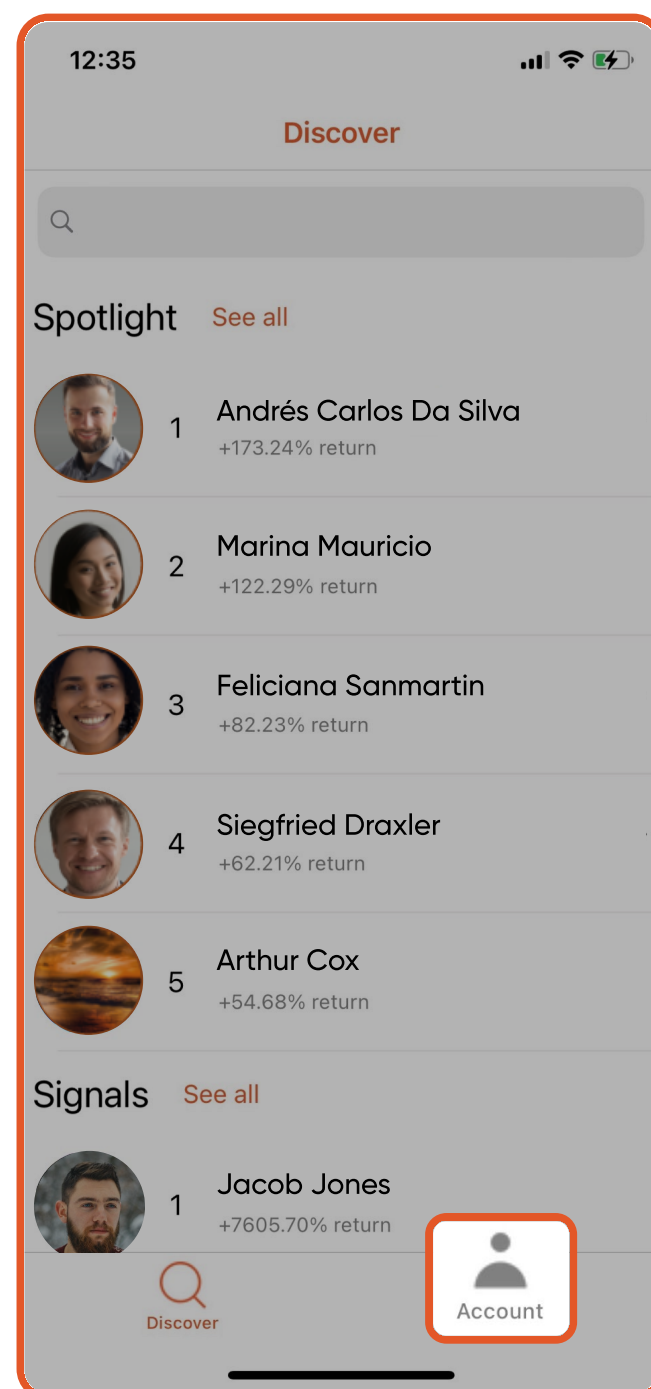 12:35
Discover
Spotlight See all
1 Andrés Carlos Da Silva
+173.24% return
2 Marina Mauricio
+122.29% return
3 Feliciana Sanmartin
+82.23% return
4 Siegfried Draxler
+62.21% return
5 Arthur Cox
+54.68% return
Signals See all
1 Jacob Jones
+7605.70% return
Discover
Account